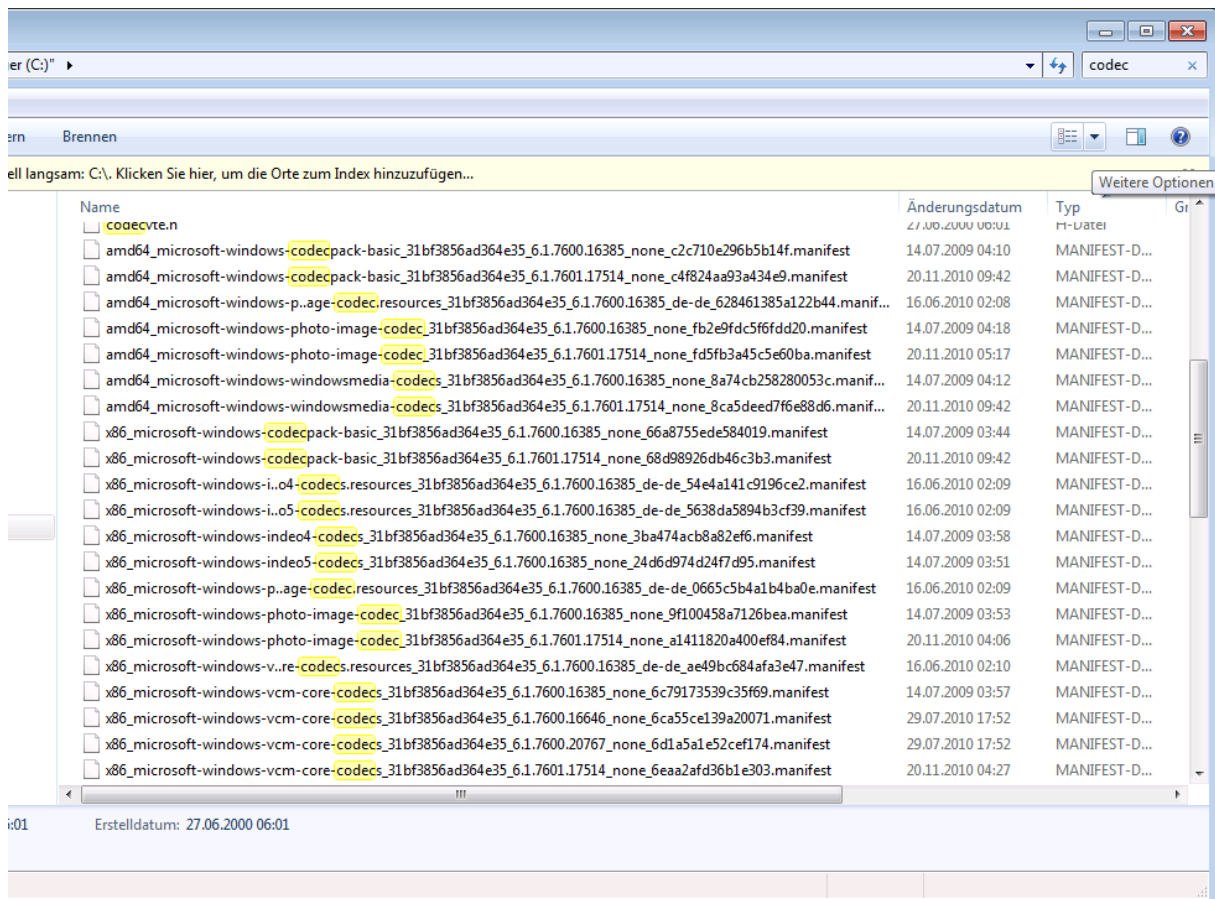 er (C:)"
codec
ern Brennen
ell langsam: C:\. Klicken Sie hier, um die Orte zum Index hinzuzufügen...
Weitere Optionen
Name Änderungsdatum Typ Gr
codecvte.h 27.06.2000 06:01 H-Datei
amd64_microsoft-windows-codecpack-basic_31bf3856ad364e35_6.1.7600.16385_none_c2c710e296b5b14f.manifest 14.07.2009 04:10 MANIFEST-D...
amd64_microsoft-windows-codecpack-basic_31bf3856ad364e35_6.1.7601.17514_none_c4f824aa93a434e9.manifest 20.11.2010 09:42 MANIFEST-D...
amd64_microsoft-windows-p..age-codec.resources_31bf3856ad364e35_6.1.7600.16385_de-de_628461385a122b44.manif... 16.06.2010 02:08 MANIFEST-D...
amd64_microsoft-windows-photo-image-codec_31bf3856ad364e35_6.1.7600.16385_none_fb2e9fdc5f6fdd20.manifest 14.07.2009 04:18 MANIFEST-D...
amd64_microsoft-windows-photo-image-codec_31bf3856ad364e35_6.1.7601.17514_none_fd5fb3a45c5e60ba.manifest 20.11.2010 05:17 MANIFEST-D...
amd64_microsoft-windows-windowsmedia-codecs_31bf3856ad364e35_6.1.7600.16385_none_8a74cb258280053c.manif... 14.07.2009 04:12 MANIFEST-D...
amd64_microsoft-windows-windowsmedia-codecs_31bf3856ad364e35_6.1.7601.17514_none_8ca5deed7f6e88d6.manif... 20.11.2010 09:42 MANIFEST-D...
x86_microsoft-windows-codecpack-basic_31bf3856ad364e35_6.1.7600.16385_none_66a8755ede584019.manifest 14.07.2009 03:44 MANIFEST-D...
x86_microsoft-windows-codecpack-basic_31bf3856ad364e35_6.1.7601.17514_none_68d98926db46c3b3.manifest 20.11.2010 09:42 MANIFEST-D...
x86_microsoft-windows-i..o4-codecs.resources_31bf3856ad364e35_6.1.7600.16385_de-de_54e4a141c9196ce2.manifest 16.06.2010 02:09 MANIFEST-D...
x86_microsoft-windows-i..o5-codecs.resources_31bf3856ad364e35_6.1.7600.16385_de-de_5638da5894b3cf39.manifest 16.06.2010 02:09 MANIFEST-D...
x86_microsoft-windows-indeo4-codecs_31bf3856ad364e35_6.1.7600.16385_none_3ba474acb8a82ef6.manifest 14.07.2009 03:58 MANIFEST-D...
x86_microsoft-windows-indeo5-codecs_31bf3856ad364e35_6.1.7600.16385_none_24d6d974d24f7d95.manifest 14.07.2009 03:51 MANIFEST-D...
x86_microsoft-windows-p..age-codec.resources_31bf3856ad364e35_6.1.7600.16385_de-de_0665c5b4a1b4ba0e.manifest 16.06.2010 02:09 MANIFEST-D...
x86_microsoft-windows-photo-image-codec_31bf3856ad364e35_6.1.7600.16385_none_9f100458a7126bea.manifest 14.07.2009 03:53 MANIFEST-D...
x86_microsoft-windows-photo-image-codec_31bf3856ad364e35_6.1.7601.17514_none_a1411820a400ef84.manifest 20.11.2010 04:06 MANIFEST-D...
x86_microsoft-windows-v..re-codecs.resources_31bf3856ad364e35_6.1.7600.16385_de-de_ae49bc684afa3e47.manifest 16.06.2010 02:10 MANIFEST-D...
x86_microsoft-windows-vcm-core-codecs_31bf3856ad364e35_6.1.7600.16385_none_6c79173539c35f69.manifest 14.07.2009 03:57 MANIFEST-D...
x86_microsoft-windows-vcm-core-codecs_31bf3856ad364e35_6.1.7600.16646_none_6ca55ce139a20071.manifest 29.07.2010 17:52 MANIFEST-D...
x86_microsoft-windows-vcm-core-codecs_31bf3856ad364e35_6.1.7600.20767_none_6d1a5a1e52cef174.manifest 29.07.2010 17:52 MANIFEST-D...
x86_microsoft-windows-vcm-core-codecs_31bf3856ad364e35_6.1.7601.17514_none_6eaa2afd36b1e303.manifest 20.11.2010 04:27 MANIFEST-D...
:01 Erstelldatum: 27.06.2000 06:01